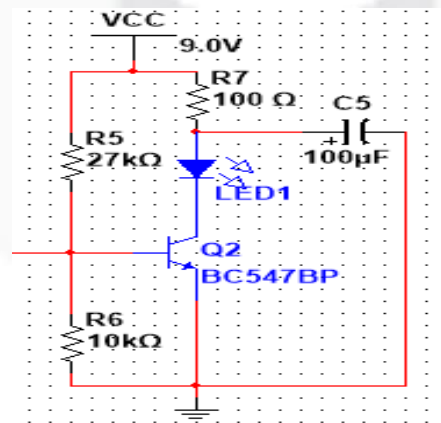 VCC
9.0V
R7
100 Ω
C5
R5
27kΩ
+
100µF
LED1
Q2
BC547BP
R6
10kΩ